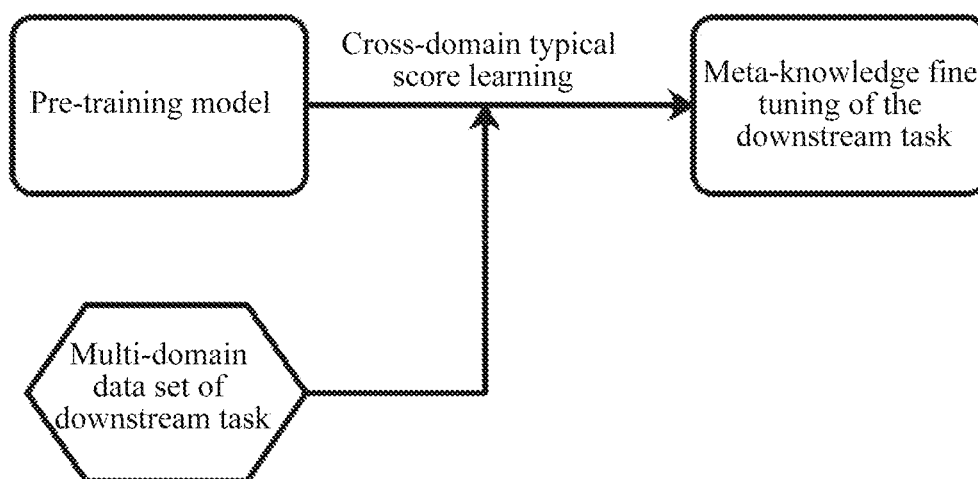 Pre-training model
Cross-domain typical
score learning
Meta-knowledge fine
tuning of the
downstream task
Multi-domain
data set of
downstream task